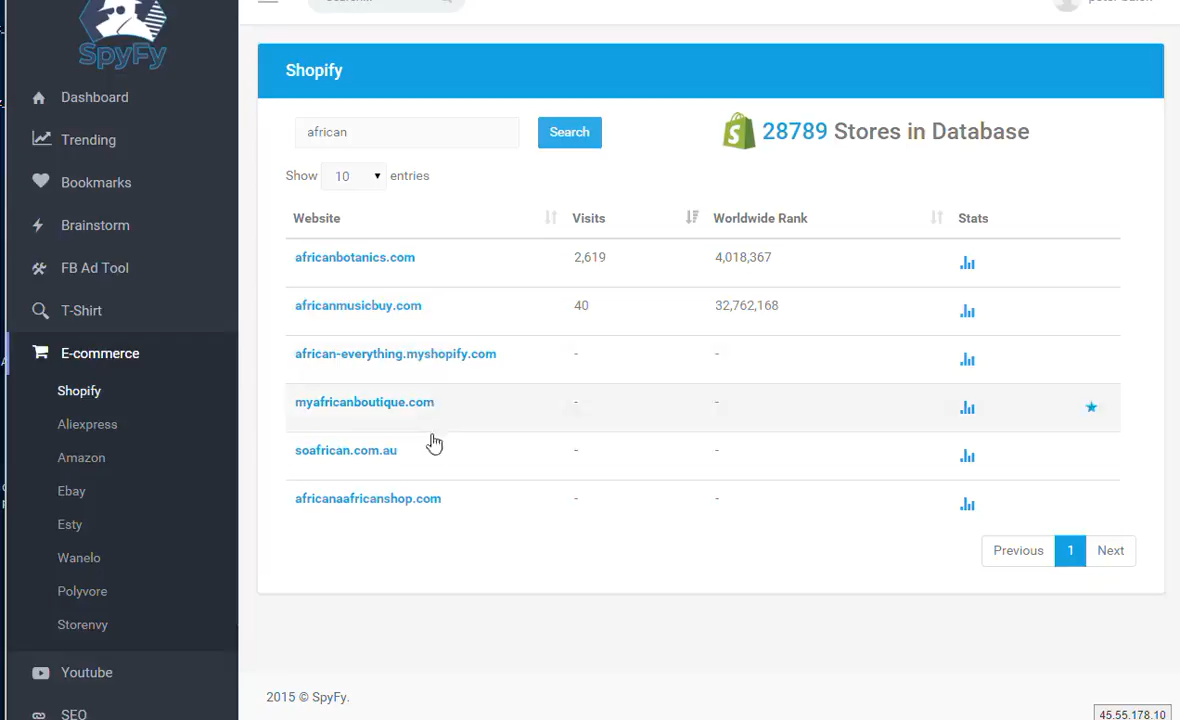 SpyFy
Dashboard
Trending
Bookmarks
Brainstorm
FB Ad Tool
T-Shirt
E-commerce
Shopify
Aliexpress
Amazon
Ebay
Esty
Wanelo
Polyvore
Storenvy
Youtube
SEO
Shopify
african
Search
28789 Stores in Database
Show 10 entries
Website Visits Worldwide Rank Stats
africanbotanics.com 2,619 4,018,367
africanmusicbuy.com 40 32,762,168
african-everything.myshopify.com - -
myafricanboutique.com - -
soafrican.com.au - -
africanaafricanshop.com - -
Previous 1 Next
2015 © SpyFy.
45.55.178.10